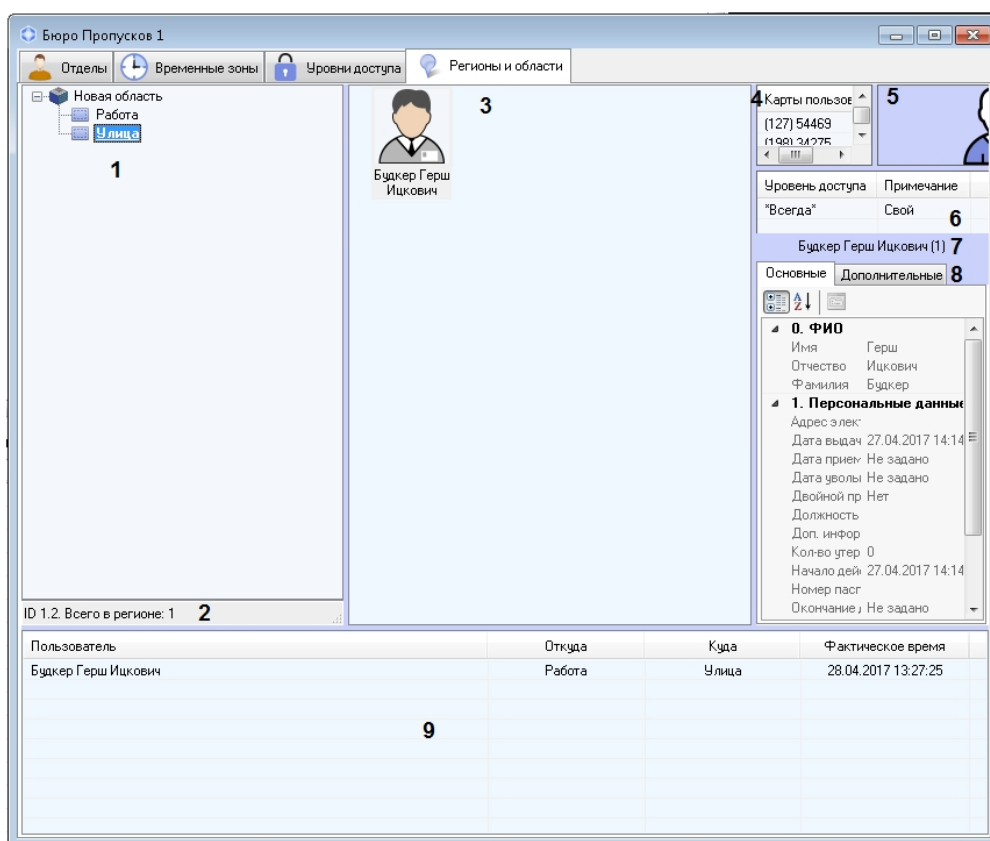 Бюро Пропусков 1
Отделы Временные зоны Уровни доступа Регионы и области
Новая область
Работа
Улица
1
ID 1.2. Всего в регионе: 1 2
3
Будкер Герш
Ицкович
4 Карты пользов
(127) 54469
(198) 34275
5
Уровень доступа Примечание
"Всегда" Свой
6
Будкер Герш Ицкович (1) 7
Основные Дополнительные 8
0. ФИО
Имя Герш
Отчество Ицкович
Фамилия Будкер
1. Персональные данные
Адрес элек
Дата выдач 27.04.2017 14:14
Дата прием Не задано
Дата уволь Не задано
Двойной пр Нет
Должность
Доп. инфор
Кол-во утер 0
Начало дей 27.04.2017 14:14
Номер пасп
Окончание д Не задано
Пользователь Откуда Куда Фактическое время
Будкер Герш Ицкович Работа Улица 28.04.2017 13:27:25
9